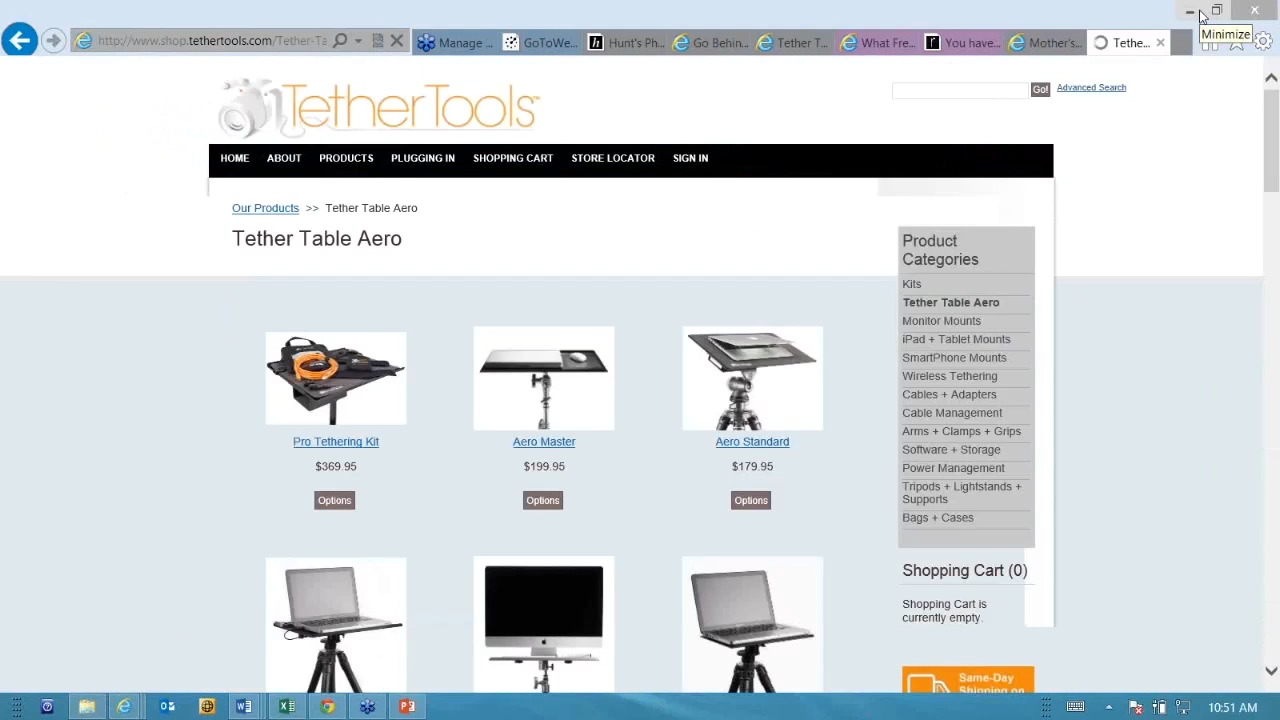 http://www.shop.tethertools.com/Tether-Ta
Manage
GoToWe...
Hunt's Ph...
Go Behin...
Tether T...
What Fre...
You have...
Mother's...
Tethe...
Minimize
TetherTools™
Go!
Advanced Search
HOME ABOUT PRODUCTS PLUGGING IN SHOPPING CART STORE LOCATOR SIGN IN
Our Products >> Tether Table Aero
Tether Table Aero
Pro Tethering Kit
$369.95
Options
Aero Master
$199.95
Options
Aero Standard
$179.95
Options
Product
Categories
Kits
Tether Table Aero
Monitor Mounts
iPad + Tablet Mounts
SmartPhone Mounts
Wireless Tethering
Cables + Adapters
Cable Management
Arms + Clamps + Grips
Software + Storage
Power Management
Tripods + Lightstands +
Supports
Bags + Cases
Shopping Cart (0)
Shopping Cart is
currently empty.
Same-Day
Shipping on
10:51 AM